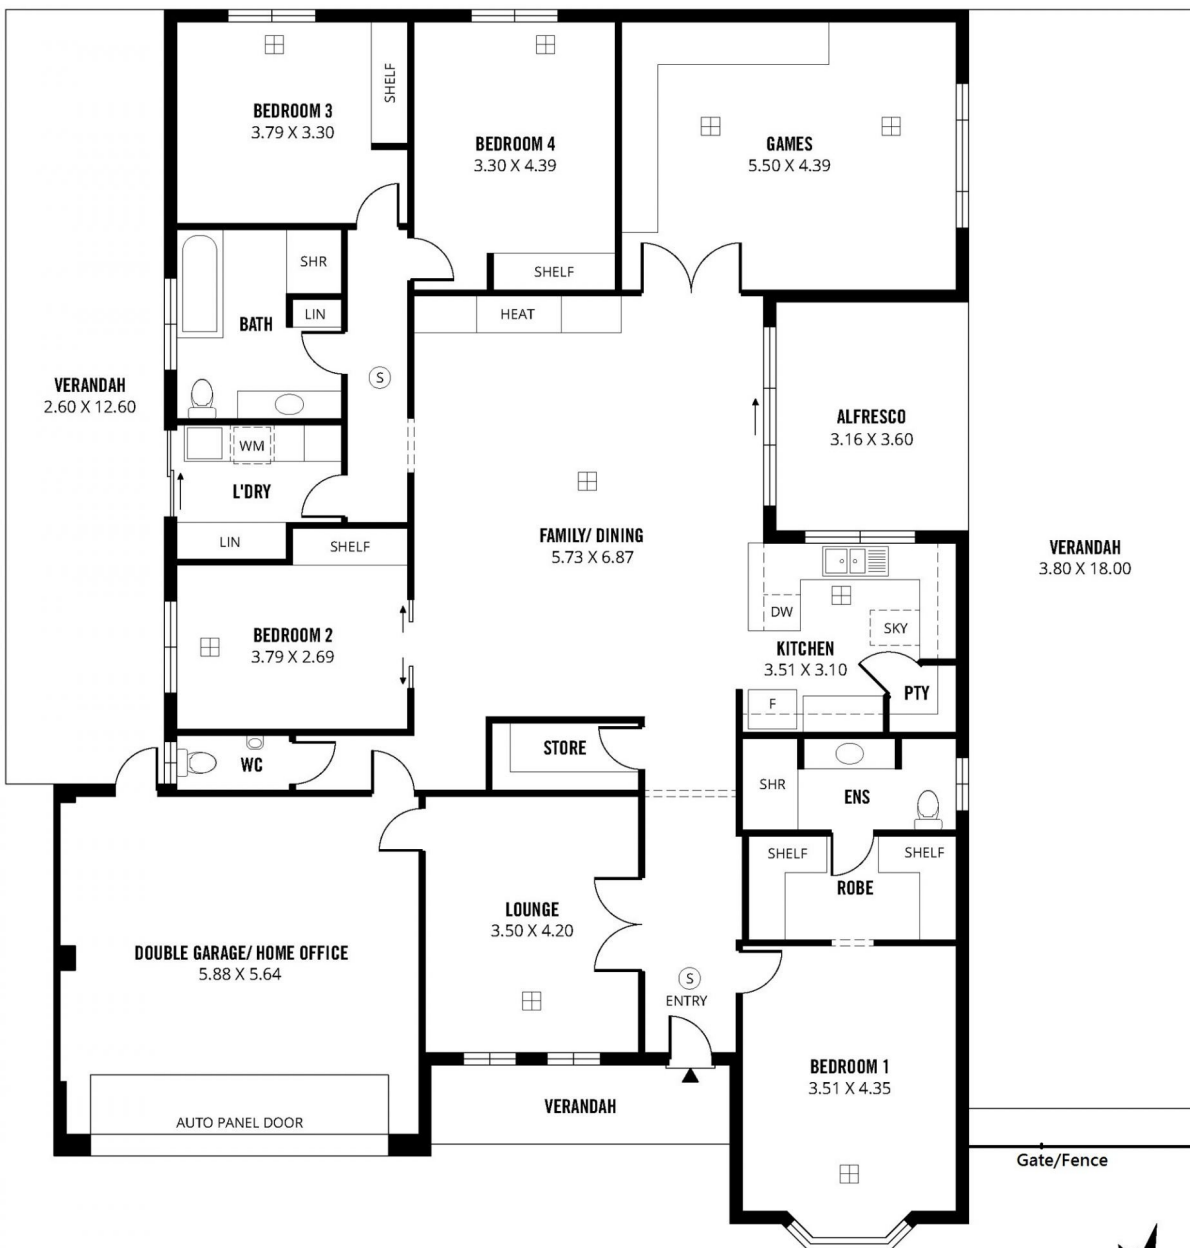 BEDROOM 3
3.79 X 3.30
SHELF
BEDROOM 4
3.30 X 4.39
SHELF
GAMES
5.50 X 4.39
SHR
LIN
BATH
HEAT
S
VERANDAH
2.60 X 12.60
WM
L'DRY
LIN
SHELF
ALFRESCO
3.16 X 3.60
FAMILY/ DINING
5.73 X 6.87
VERANDAH
3.80 X 18.00
BEDROOM 2
3.79 X 2.69
DW
SKY
KITCHEN
3.51 X 3.10
F
PTY
WC
STORE
SHR
ENS
SHELF
SHELF
ROBE
LOUNGE
3.50 X 4.20
DOUBLE GARAGE/ HOME OFFICE
5.88 X 5.64
S
ENTRY
BEDROOM 1
3.51 X 4.35
VERANDAH
AUTO PANEL DOOR
Gate/Fence